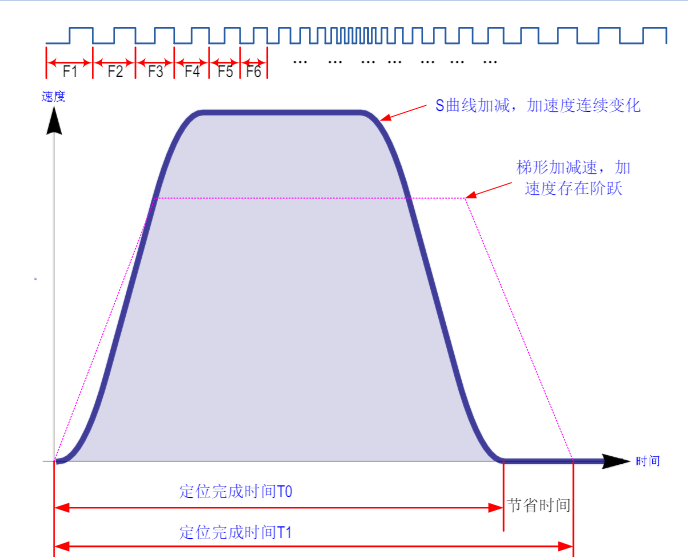 F1 F2 F3 F4 F5 F6 ... ... ... ... ... ... ...
速度
S曲线加减，加速度连续变化
梯形加减速，加
速度存在阶跃
时间
定位完成时间T0
节省时间
定位完成时间T1